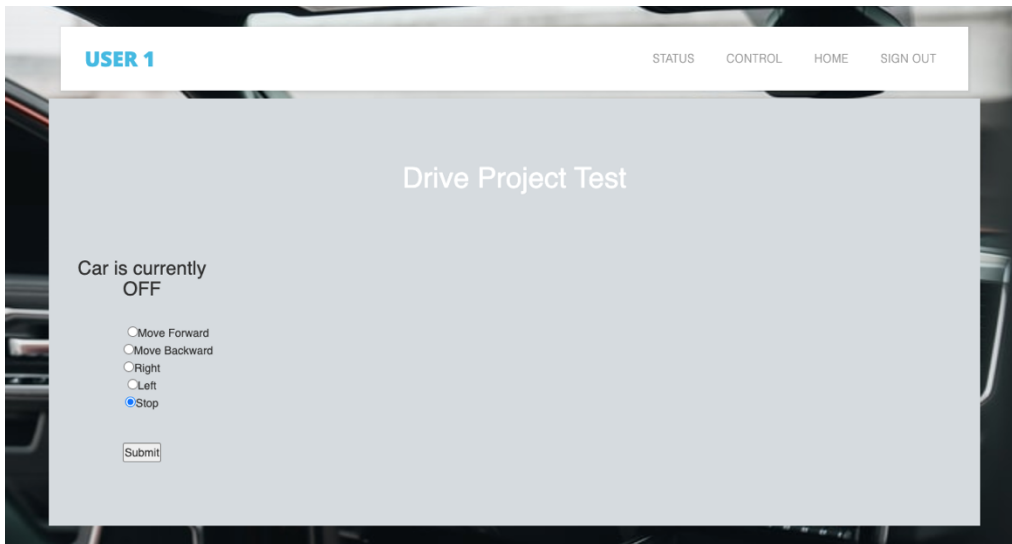 USER 1
STATUS CONTROL HOME SIGN OUT
Drive Project Test
Car is currently
OFF
Move Forward
Move Backward
Right
Left
Stop
Submit